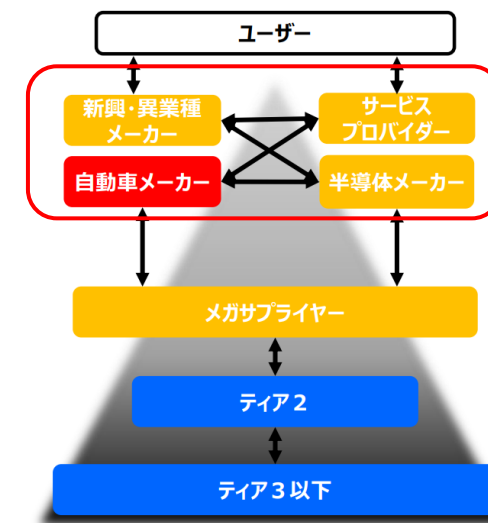 ユーザー
新興・異業種
メーカー
サービス
プロバイダー
自動車メーカー
半導体メーカー
メガサプライヤー
ティア２
ティア３以下